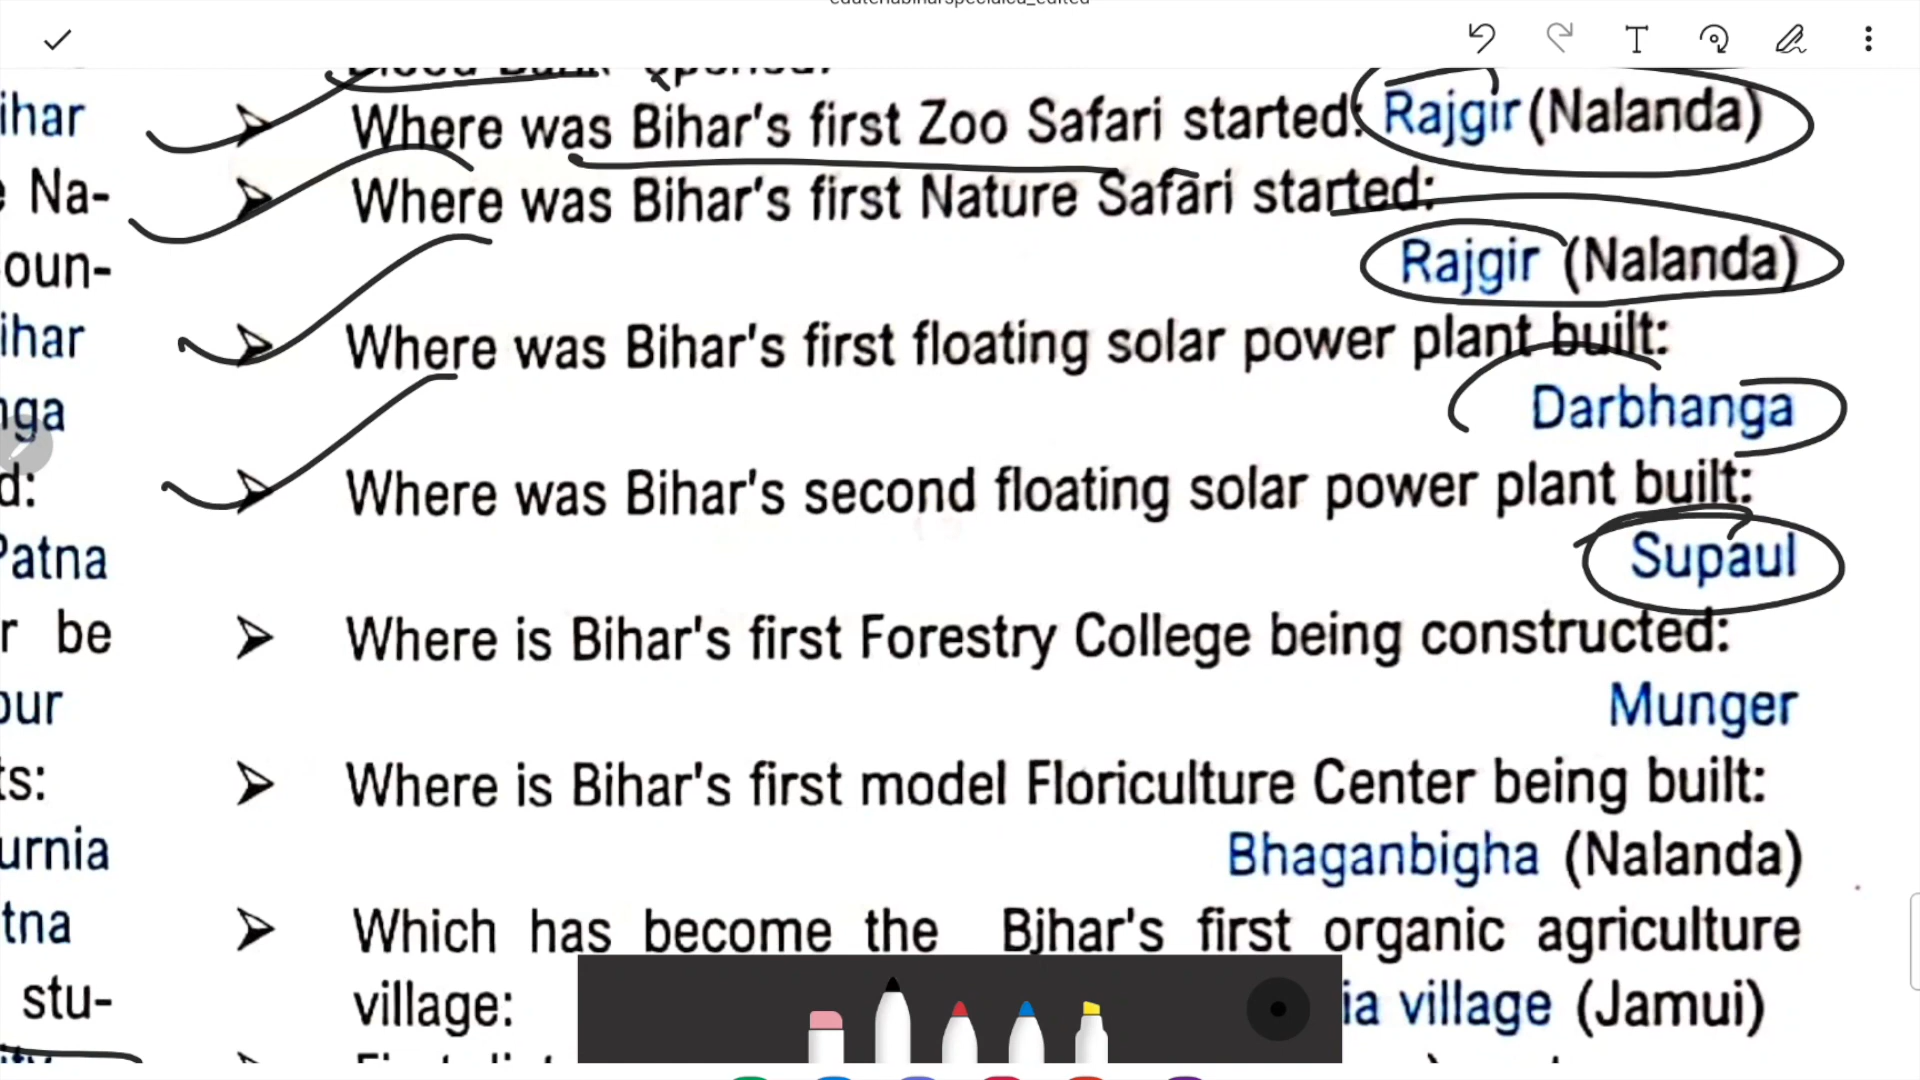 ihar
e Na-
oun-
ihar
nga
d:
Patna
r be
our
ts:
urnia
tna
stu-
➤ Where was Bihar's first Zoo Safari started: Rajgir (Nalanda)
➤ Where was Bihar's first Nature Safari started:
Rajgir (Nalanda)
➤ Where was Bihar's first floating solar power plant built:
Darbhanga
➤ Where was Bihar's second floating solar power plant built:
Supaul
➤ Where is Bihar's first Forestry College being constructed:
Munger
➤ Where is Bihar's first model Floriculture Center being built:
Bhaganbigha (Nalanda)
➤ Which has become the Bihar's first organic agriculture
village: ia village (Jamui)